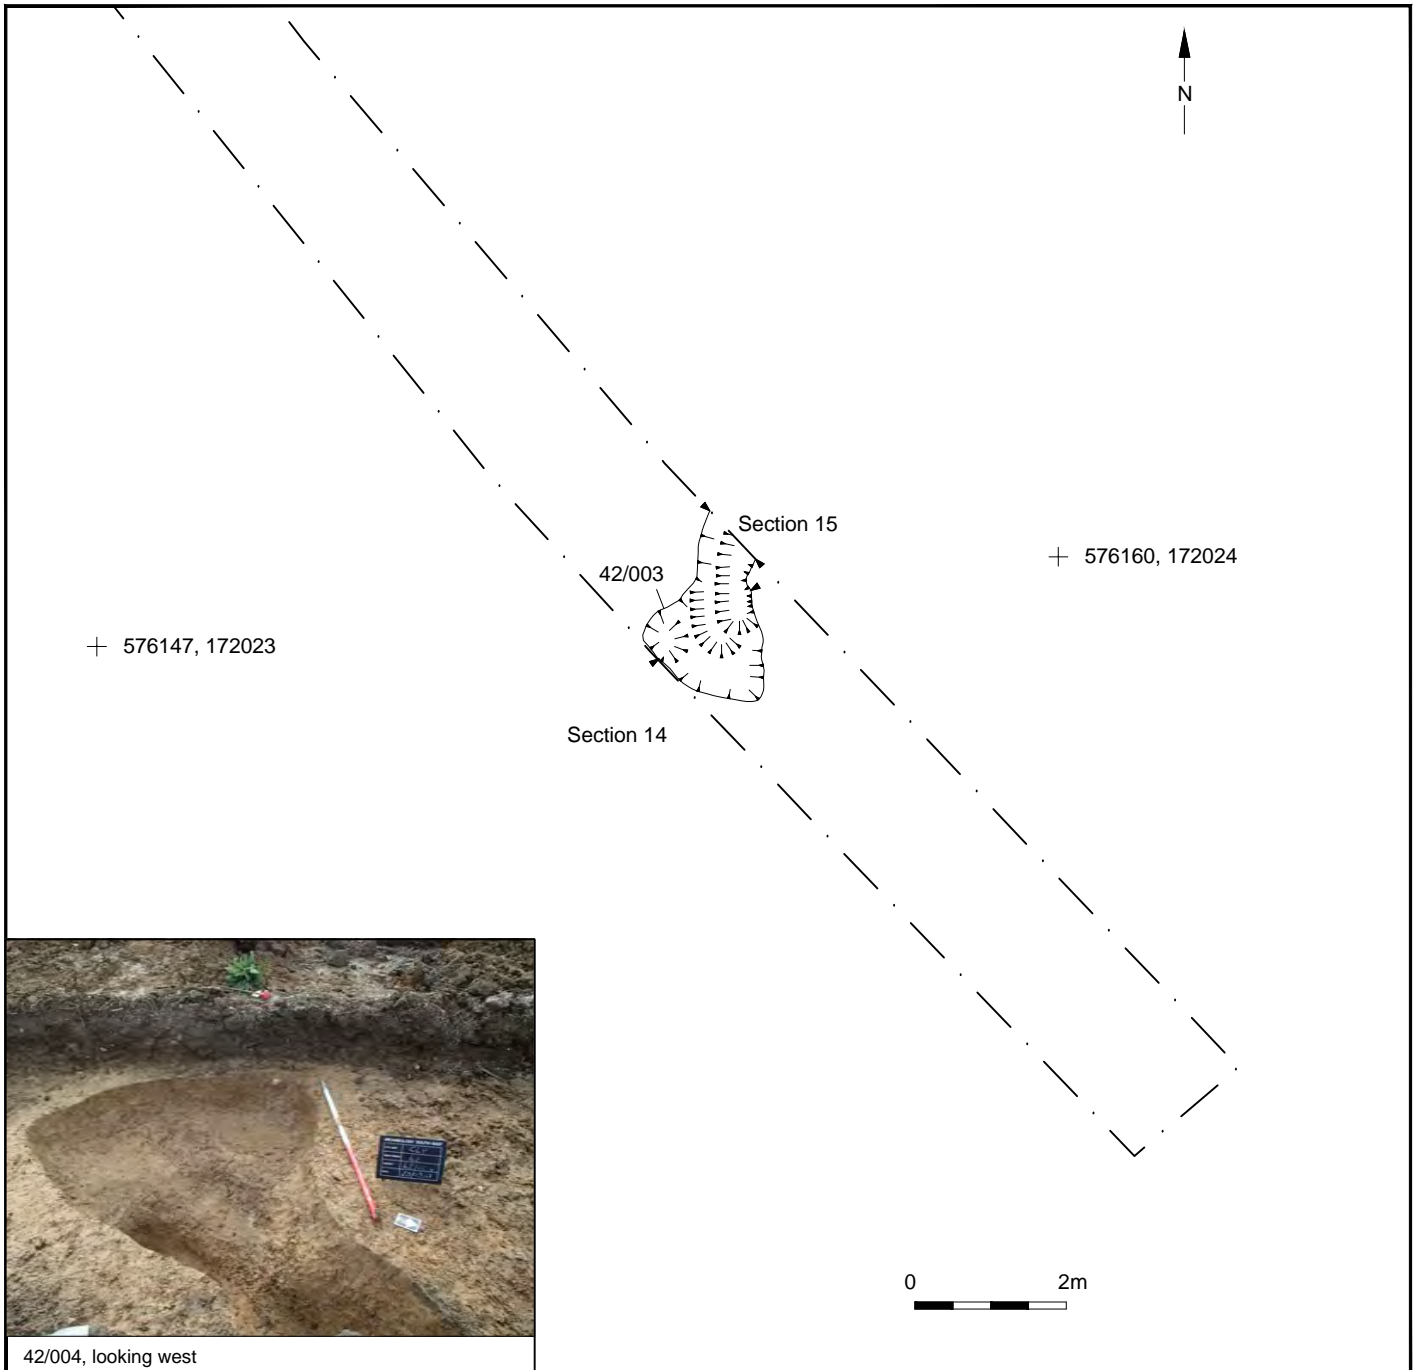 N
Section 15
42/003
576160, 172024
576147, 172023
Section 14
0 2m
42/004, looking west